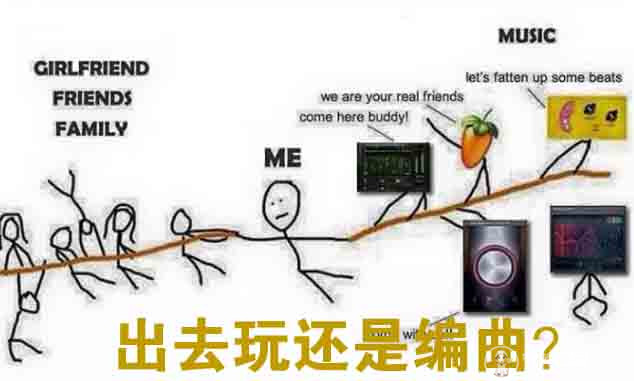 MUSIC
GIRLFRIEND
FRIENDS
FAMILY
let's fatten up some beats
we are your real friends
come here buddy!
ME
出去玩还是编曲?